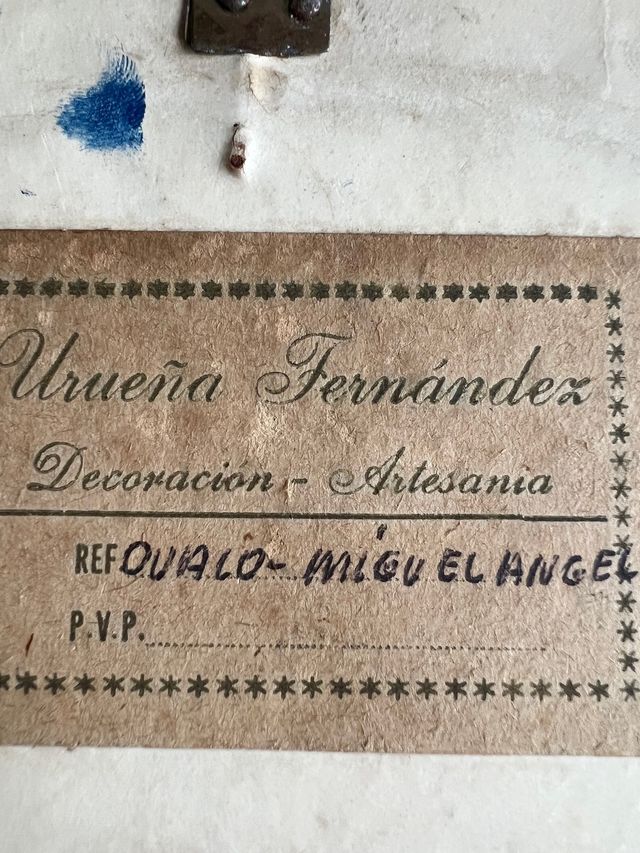 Urueña Fernández
Decoración - Artesania
REF OVALO - MIGUEL ANGEL
P.V.P.